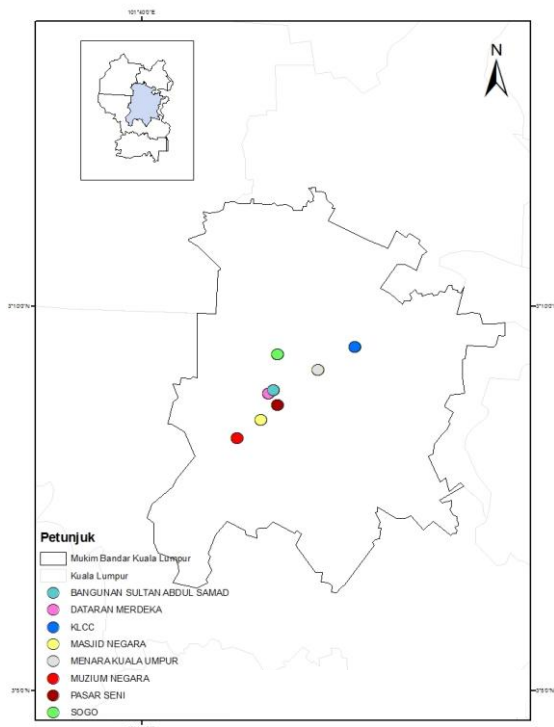 101°40'0"E
N
3°10'0"N
3°10'0"N
Petunjuk
Mukim Bandar Kuala Lumpur
Kuala Lumpur
BANGUNAN SULTAN ABDUL SAMAD
DATARAN MERDEKA
KLCC
MASJID NEGARA
MENARA KUALA UMPUR
MUZIUM NEGARA
3°5'0"N
3°5'0"N
PASAR SENI
SOGO